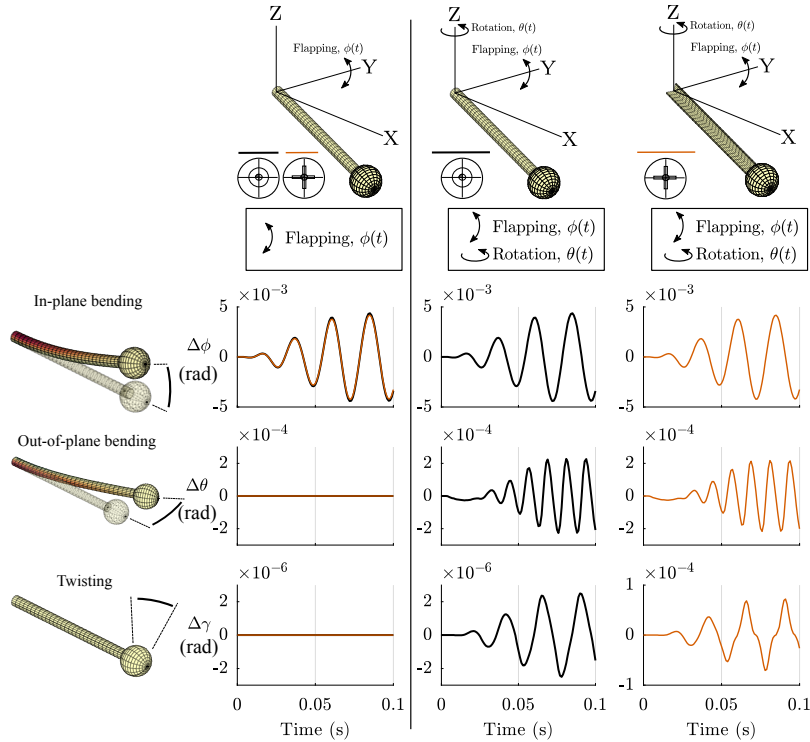 Z
Flapping, ϕ(t)
Y
X
Z
Rotation, θ(t)
Flapping, ϕ(t)
Y
X
Z
Rotation, θ(t)
Flapping, ϕ(t)
Y
X
Flapping, ϕ(t)
Flapping, ϕ(t)
Rotation, θ(t)
Flapping, ϕ(t)
Rotation, θ(t)
In-plane bending
Δϕ
(rad)
×10⁻³
5
0
-5
×10⁻³
5
0
-5
×10⁻³
5
0
-5
Out-of-plane bending
Δθ
(rad)
×10⁻⁴
2
0
-2
×10⁻⁴
2
0
-2
×10⁻⁴
2
0
-2
Twisting
Δγ
(rad)
×10⁻⁶
2
0
-2
×10⁻⁶
2
0
-2
×10⁻⁴
1
0
-1
0 0.05 0.1
Time (s)
0 0.05 0.1
Time (s)
0 0.05 0.1
Time (s)